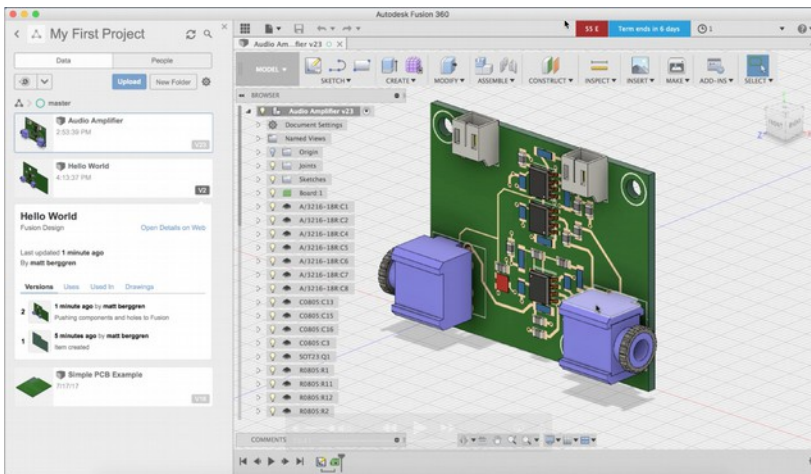 Autodesk Fusion 360
My First Project
Data
People
Upload
New Folder
master
Audio Amplifier
2:53:39 PM
V23
Hello World
4:13:37 PM
V2
Hello World
Fusion Design
Open Details on Web
Last updated 1 minute ago
By matt berggren
Versions
Uses
Used In
Drawings
2
1 minute ago by matt berggren
Pushing components and holes to Fusion
1
5 minutes ago by matt berggren
Item created
Simple PCB Example
7/17/17
Term ends in 6 days
1
Audio Am...fier v23
MODEL
SKETCH
CREATE
MODIFY
ASSEMBLE
CONSTRUCT
INSPECT
INSERT
MAKE
ADD-INS
SELECT
BROWSER
Audio Amplifier v23
Document Settings
Named Views
Origin
Joints
Sketches
Board 1
A/3216-18R:C1
A/3216-18R:C2
A/3216-18R:C4
A/3216-18R:C5
A/3216-18R:C6
A/3216-18R:C7
A/3216-18R:C8
C0805:C13
C0805:C15
C0805:C16
C0805:C3
SOT23:Q1
R0805:R1
R0805:R11
R0805:R12
R0805:R2
COMMENTS
FRONT
Z